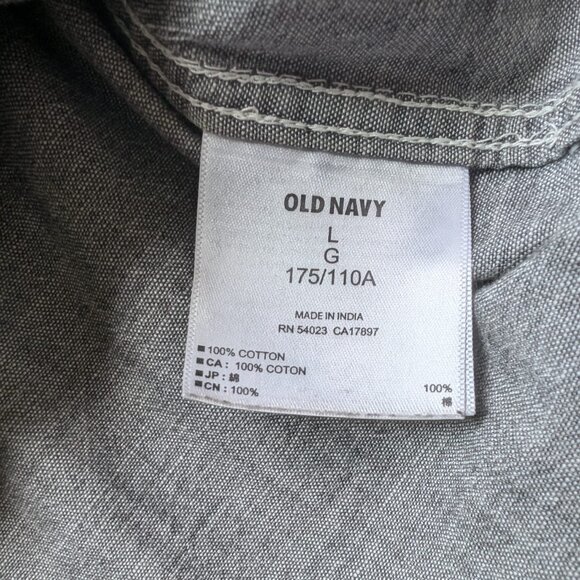 OLD NAVY
L
G
175/110A
MADE IN INDIA
RN 54023 CA17897
100% COTTON
CA: 100% COTON
JP: 綿 100%
CN: 100% 棉